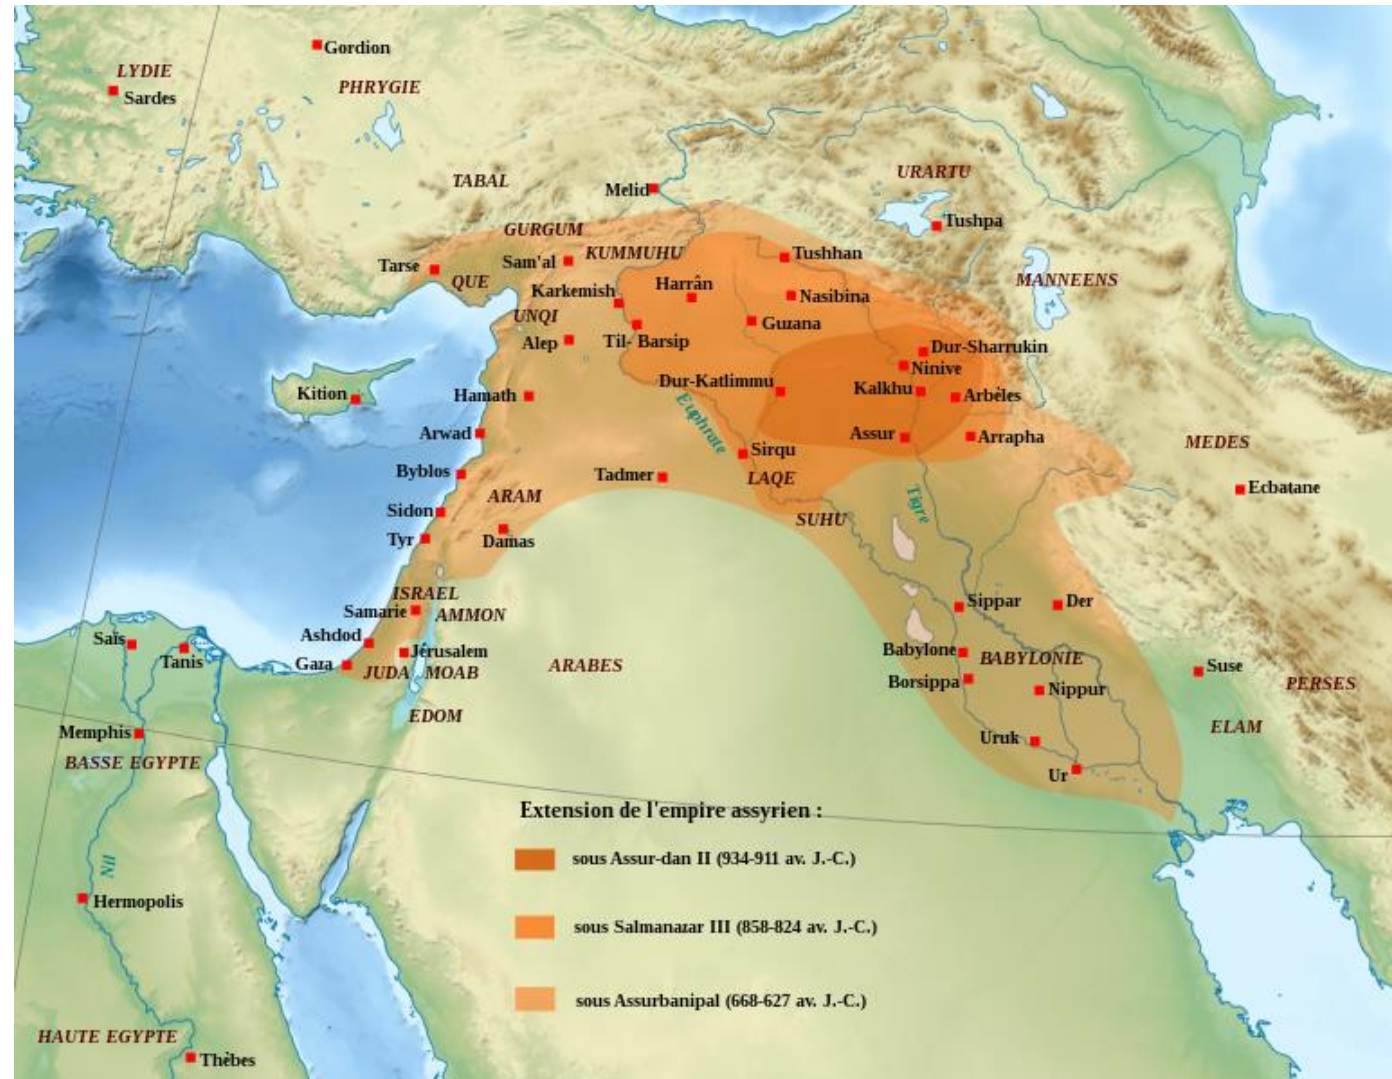 Gordion
LYDIE
PHRYGIE
Sardes
TABAL
Melid
URARTU
Tushpa
GURGUM
KUMMUHU
Tushhan
Tarse
Sam'al
QUE
MANNEENS
Karkemish
Harrân
Nasibina
UNQI
Guzana
Alep
Til- Barsip
Dur-Sharrukin
Ninive
Dur-Katlimmu
Kalkhu
Arbèles
Kition
Hamath
Euphrate
Arwad
Assur
Arrapha
MEDES
Sirqu
Byblos
Tadmer
LAQE
Ecbatane
ARAM
Sidon
Tigre
SUHU
Tyr
Damas
ISRAEL
Samarie
AMMON
Sippar
Der
Ashdod
Saïs
Tanis
Gaza
Jérusalem
JUDA
MOAB
ARABES
Babylone
BABYLONIE
Suse
Borsippa
Nippur
PERSES
EDOM
ELAM
Memphis
Uruk
BASSE EGYPTE
Ur
Extension de l'empire assyrien :
sous Assur-dan II (934-911 av. J.-C.)
Nil
Hermopolis
sous Salmanazar III (858-824 av. J.-C.)
sous Assurbanipal (668-627 av. J.-C.)
HAUTE EGYPTE
Thèbes